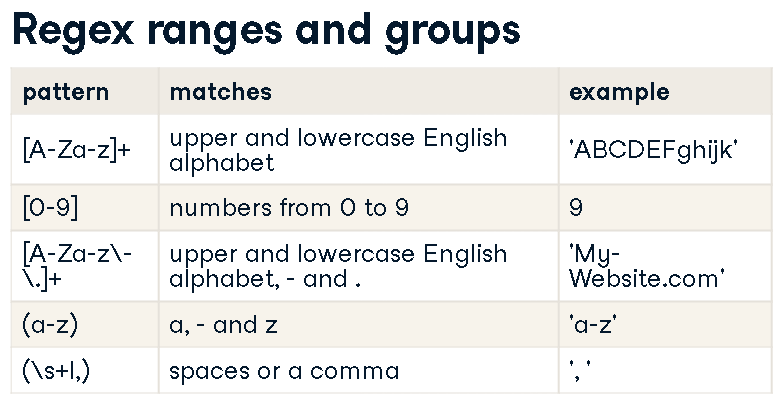 Regex ranges and groups
pattern matches example
[A-Za-z]+ upper and lowercase English alphabet 'ABCDEFghijk'
[0-9] numbers from 0 to 9 9
[A-Za-z\-\.]+ upper and lowercase English alphabet, - and . 'My-Website.com'
(a-z) a, - and z 'a-z'
(\s+l,) spaces or a comma ', '